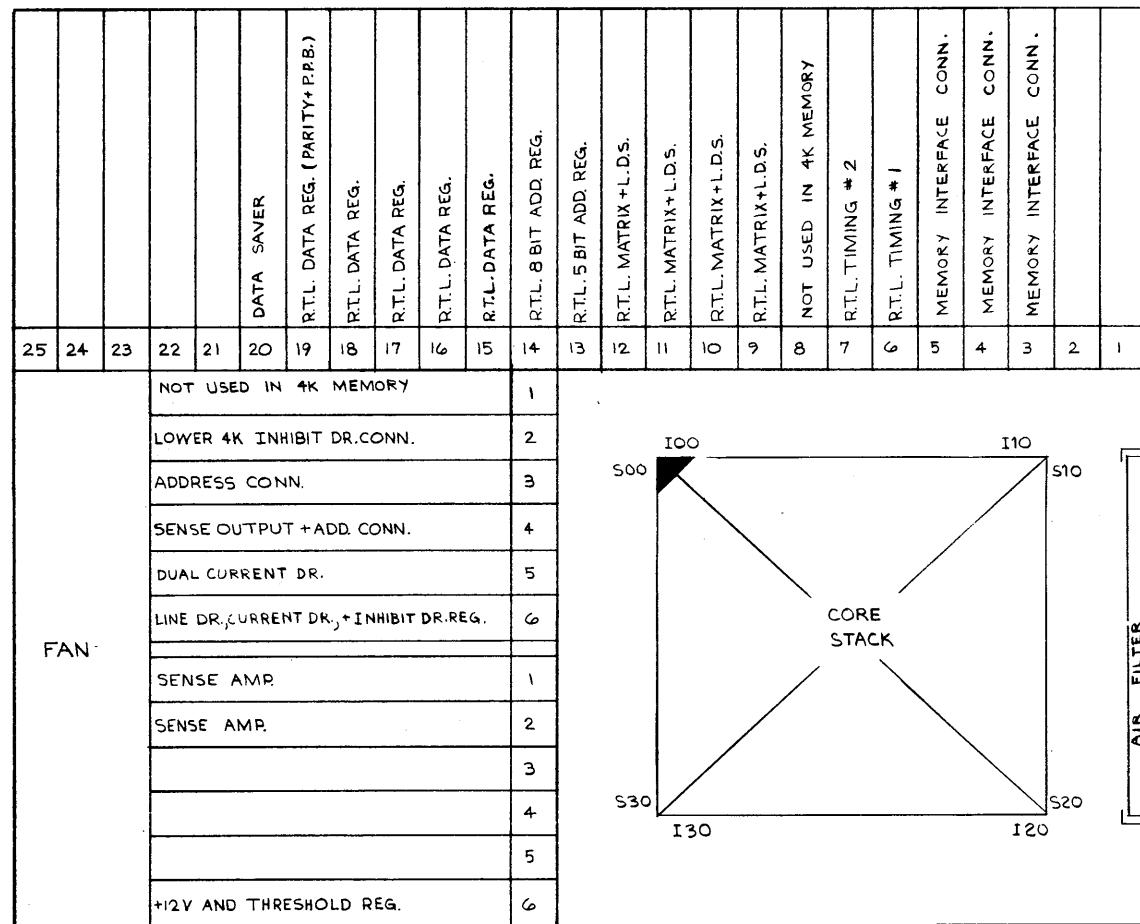 DATA SAVER
R.T.L. DATA REG. (PARITY + P.P.B.)
R.T.L. DATA REG.
R.T.L. DATA REG.
R.T.L. DATA REG.
R.T.L. DATA REG.
R.T.L. 8 BIT ADD. REG.
R.T.L. 5 BIT ADD. REG.
R.T.L. MATRIX + L.D.S.
R.T.L. MATRIX + L.D.S.
R.T.L. MATRIX + L.D.S.
R.T.L. MATRIX + L.D.S.
NOT USED IN 4K MEMORY
R.T.L. TIMING # 2
R.T.L. TIMING # 1
MEMORY INTERFACE CONN.
MEMORY INTERFACE CONN.
MEMORY INTERFACE CONN.
25 24 23 22 21 20 19 18 17 16 15 14 13 12 11 10 9 8 7 6 5 4 3 2 1
NOT USED IN 4K MEMORY 1
LOWER 4K INHIBIT DR. CONN. 2
ADDRESS CONN. 3
SENSE OUTPUT + ADD. CONN. 4
DUAL CURRENT DR. 5
LINE DR., CURRENT DR., + INHIBIT DR. REG. 6
FAN
SENSE AMP. 1
SENSE AMP. 2
3
4
5
+12V AND THRESHOLD REG. 6
I00 I10
S00 S10
CORE
STACK
S30 S20
I30 I20
AIR FILTER